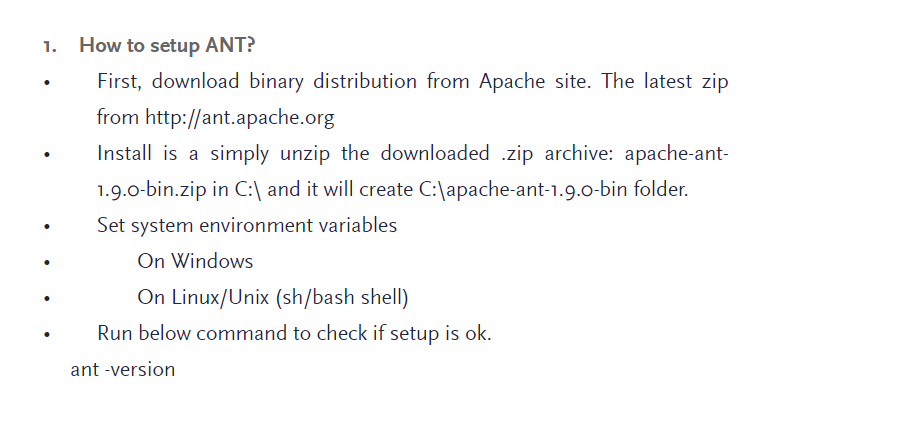 1. How to setup ANT?
• First, download binary distribution from Apache site. The latest zip
from http://ant.apache.org
• Install is a simply unzip the downloaded .zip archive: apache-ant-
1.9.0-bin.zip in C:\ and it will create C:\apache-ant-1.9.0-bin folder.
• Set system environment variables
• On Windows
• On Linux/Unix (sh/bash shell)
• Run below command to check if setup is ok.
ant -version